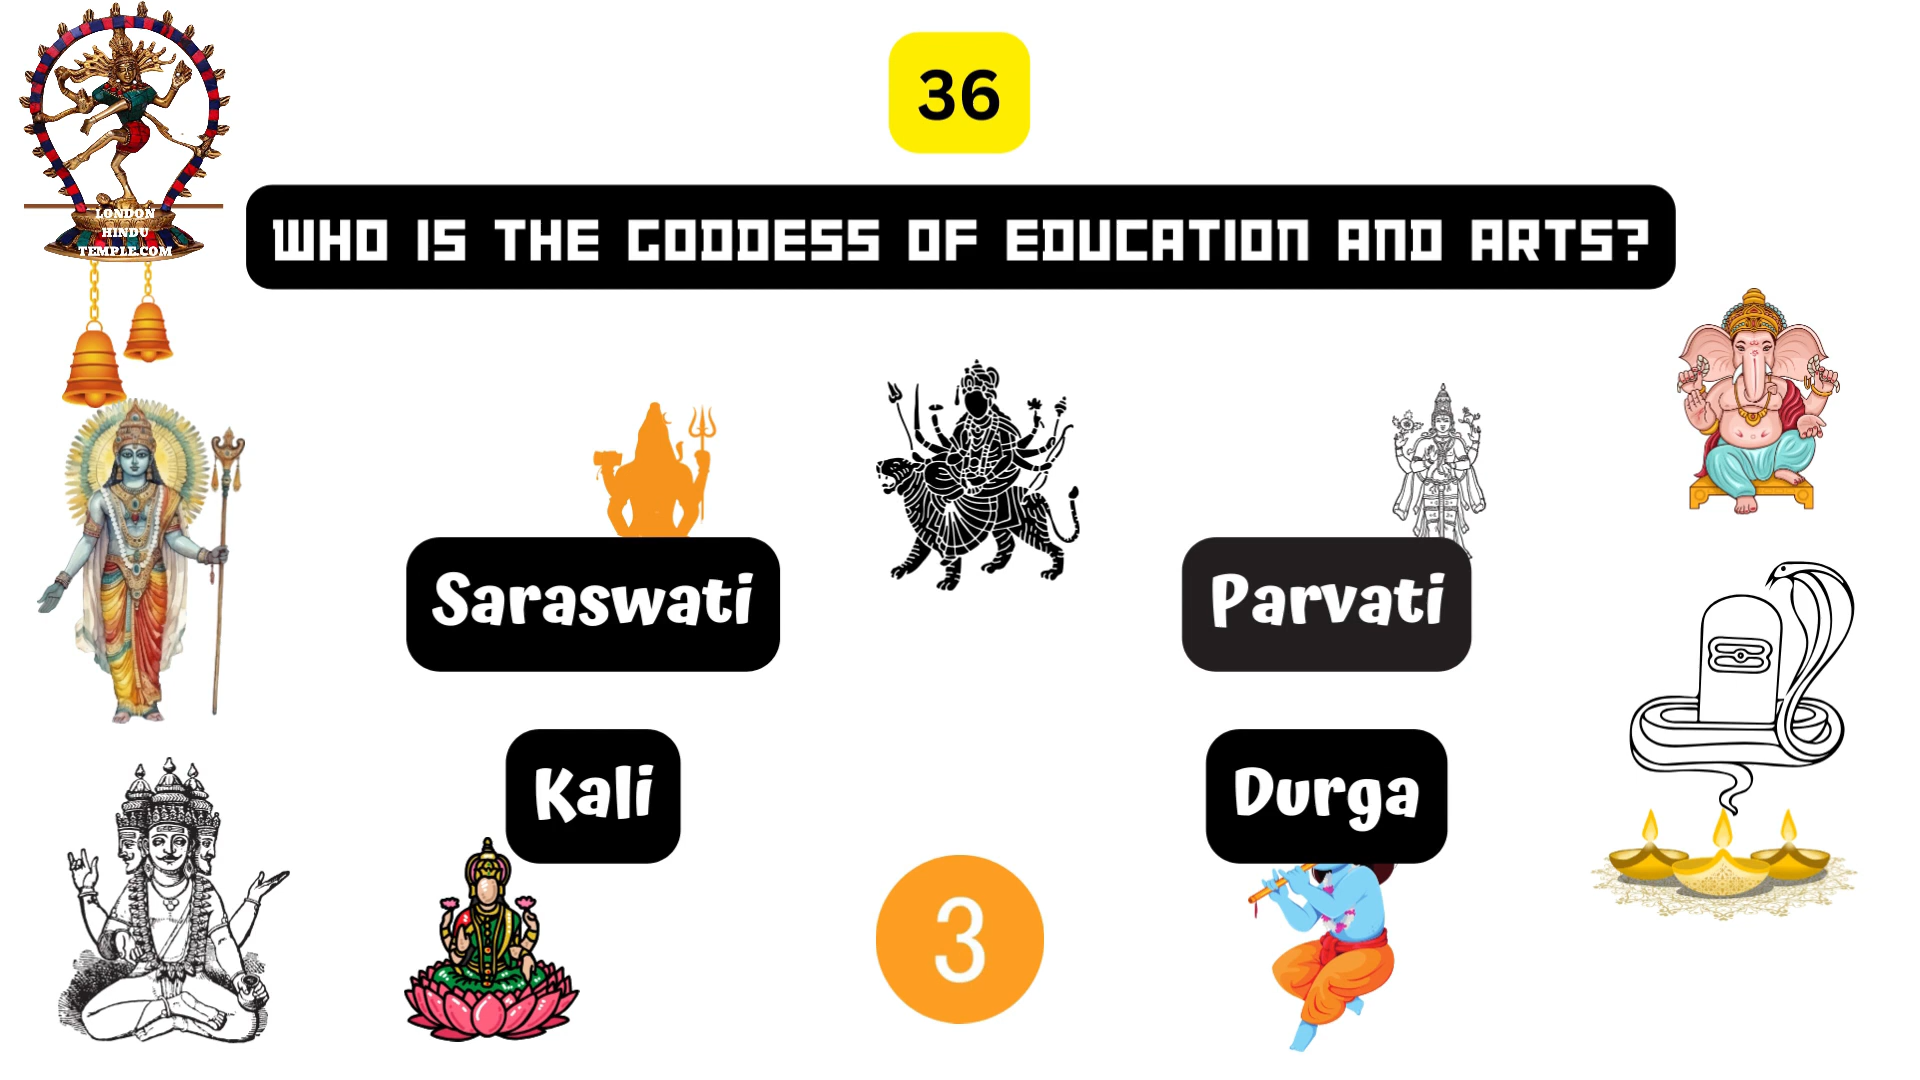 LONDON
HINDU
TEMPLE.COM
36
WHO IS THE GODDESS OF EDUCATION AND ARTS?
Saraswati
Parvati
Kali
Durga
3